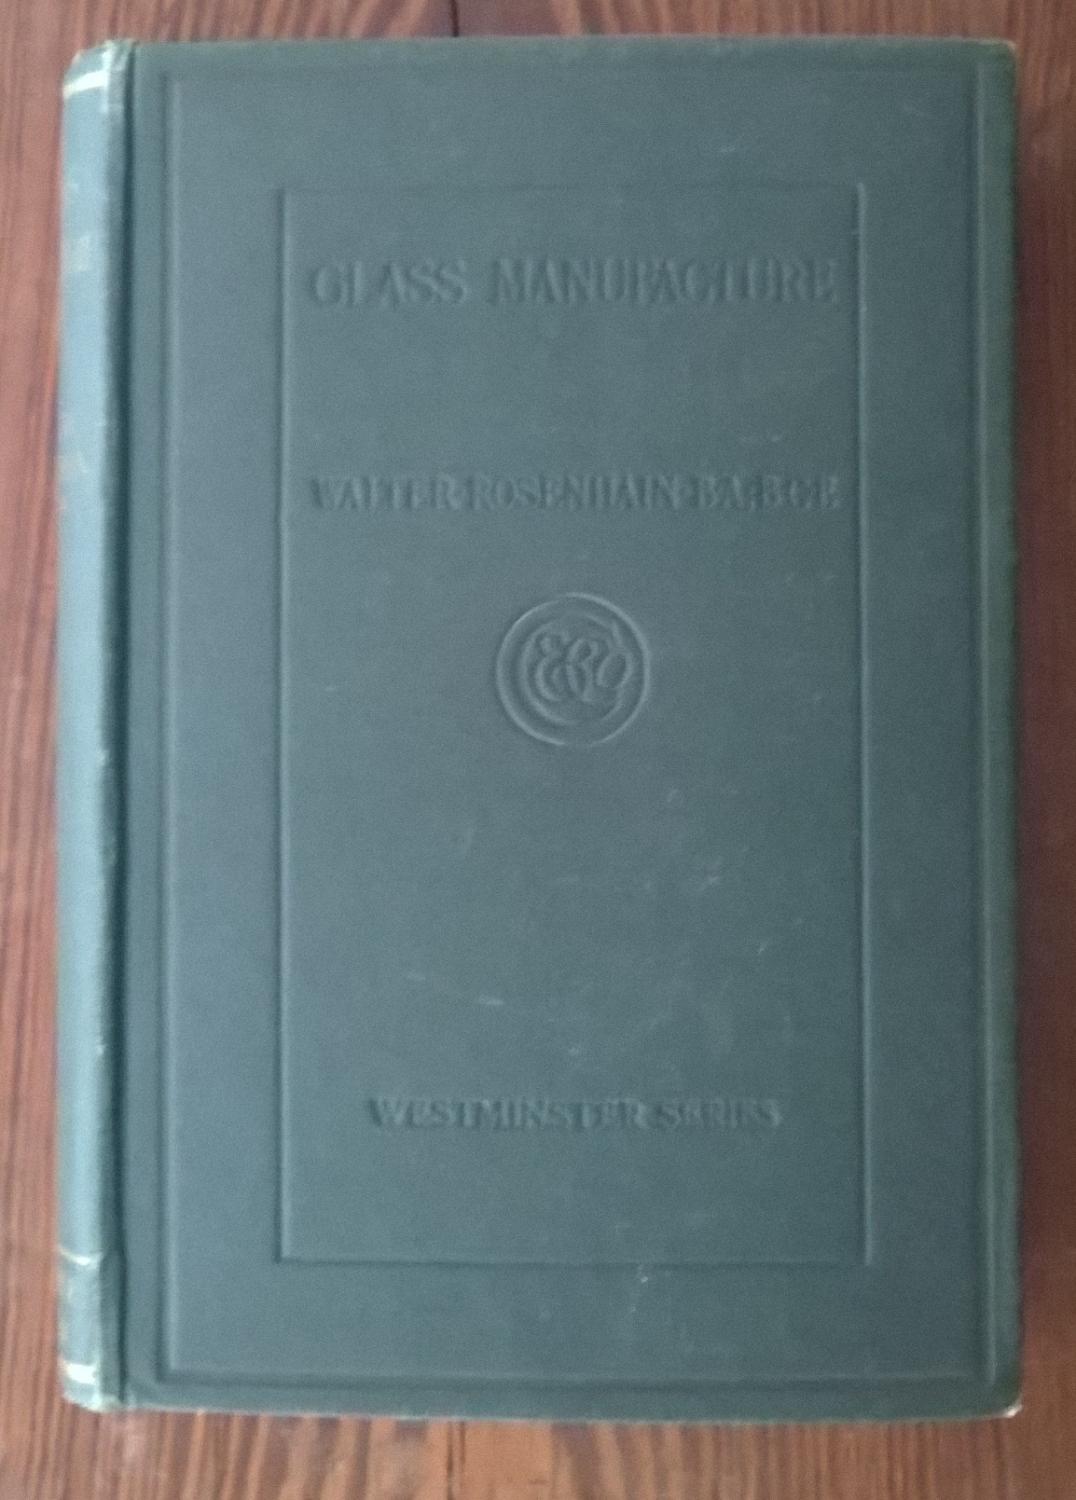 GLASS MANUFACTURE
WALTER·ROSENHAIN·B·A·B·C·E
WESTMINSTER·SERIES